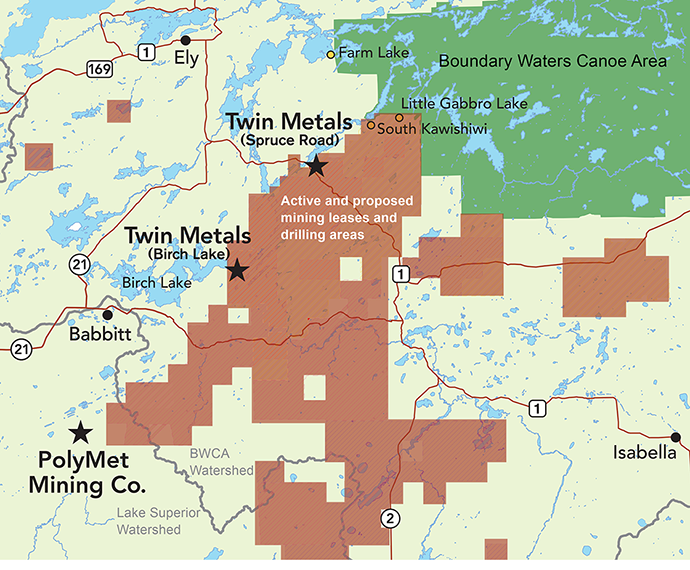 1
Ely
169
Farm Lake
Boundary Waters Canoe Area
Little Gabbro Lake
South Kawishiwi
Twin Metals
(Spruce Road)
Active and proposed
mining leases and
drilling areas
Twin Metals
(Birch Lake)
21
Birch Lake
1
Babbitt
21
1
PolyMet
Mining Co.
BWCA
Watershed
Isabella
Lake Superior
Watershed
2